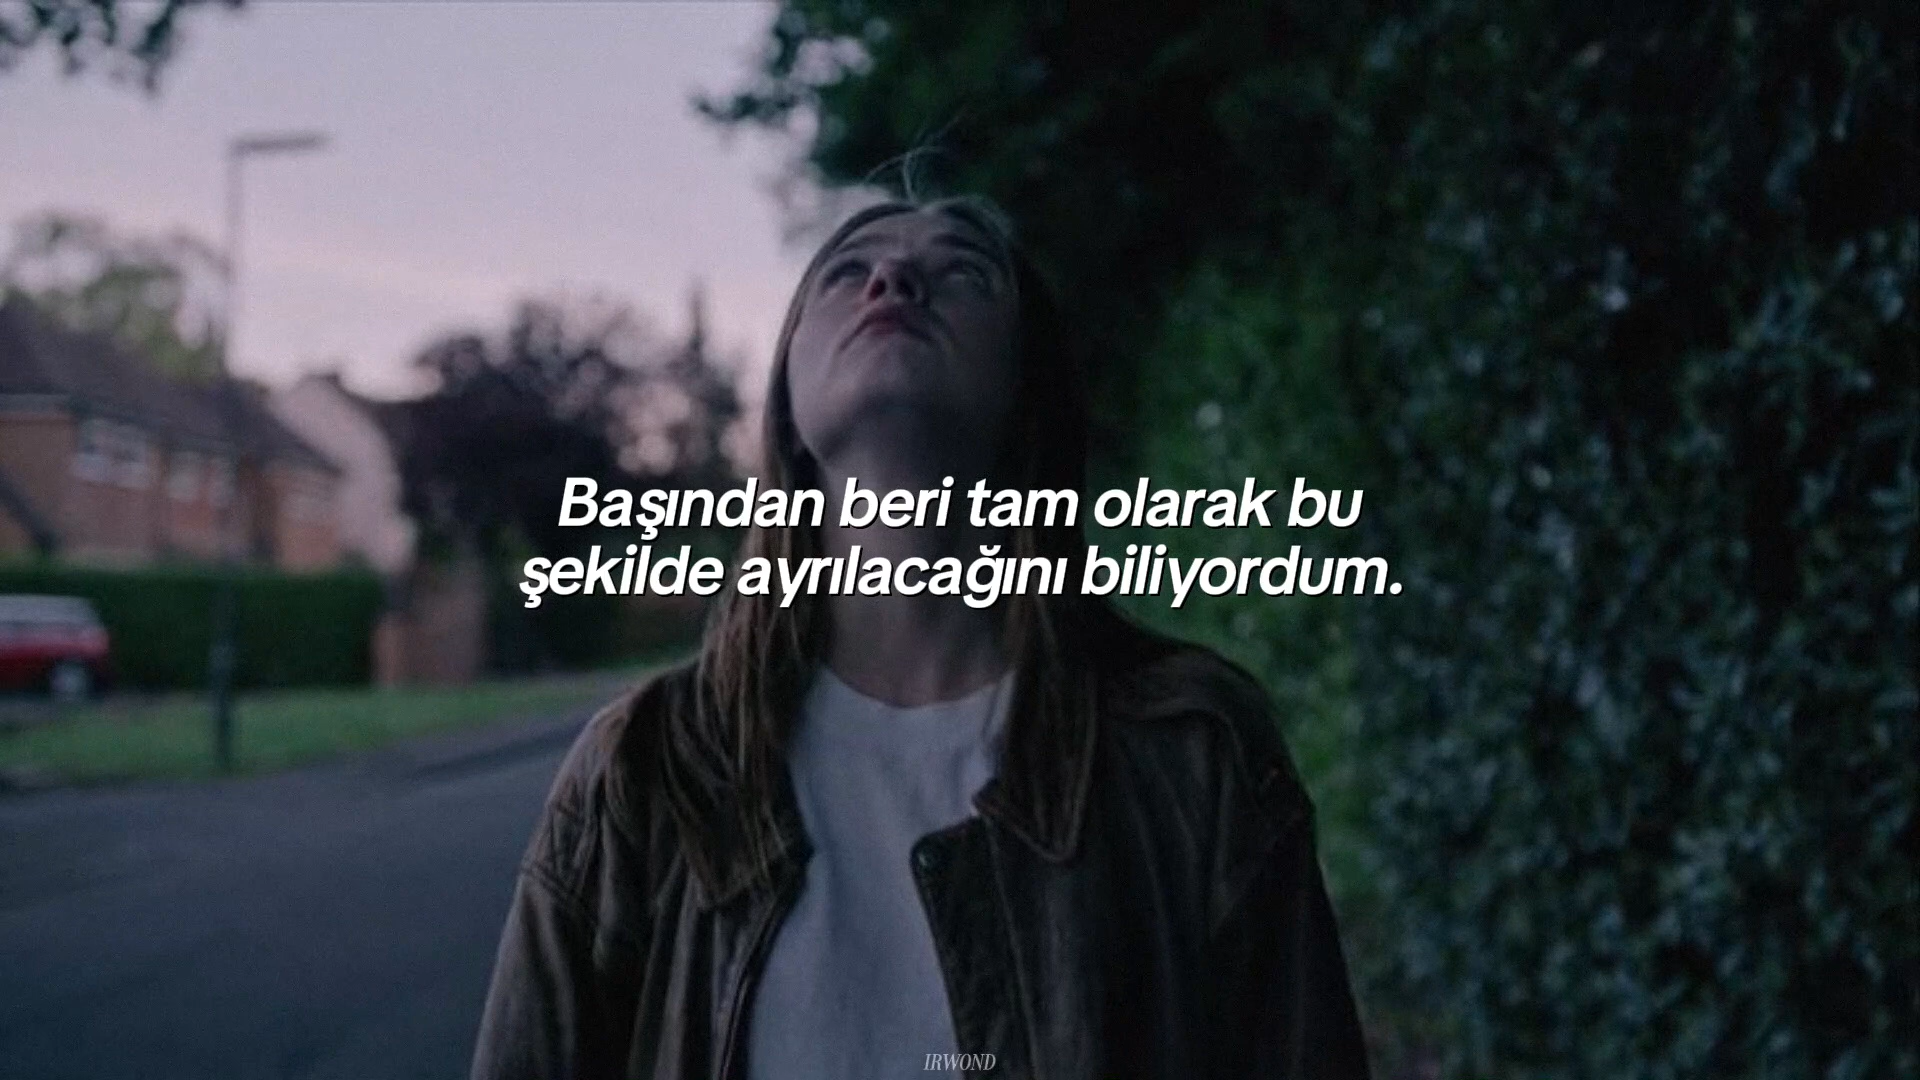 Başından beri tam olarak bu
şekilde ayrılacağını biliyordum.
IRWOND